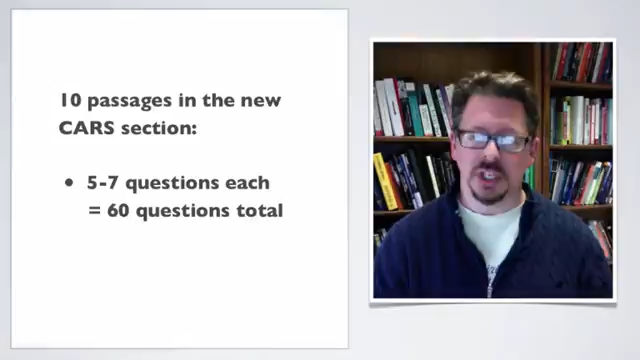 10 passages in the new
CARS section:
• 5-7 questions each
= 60 questions total